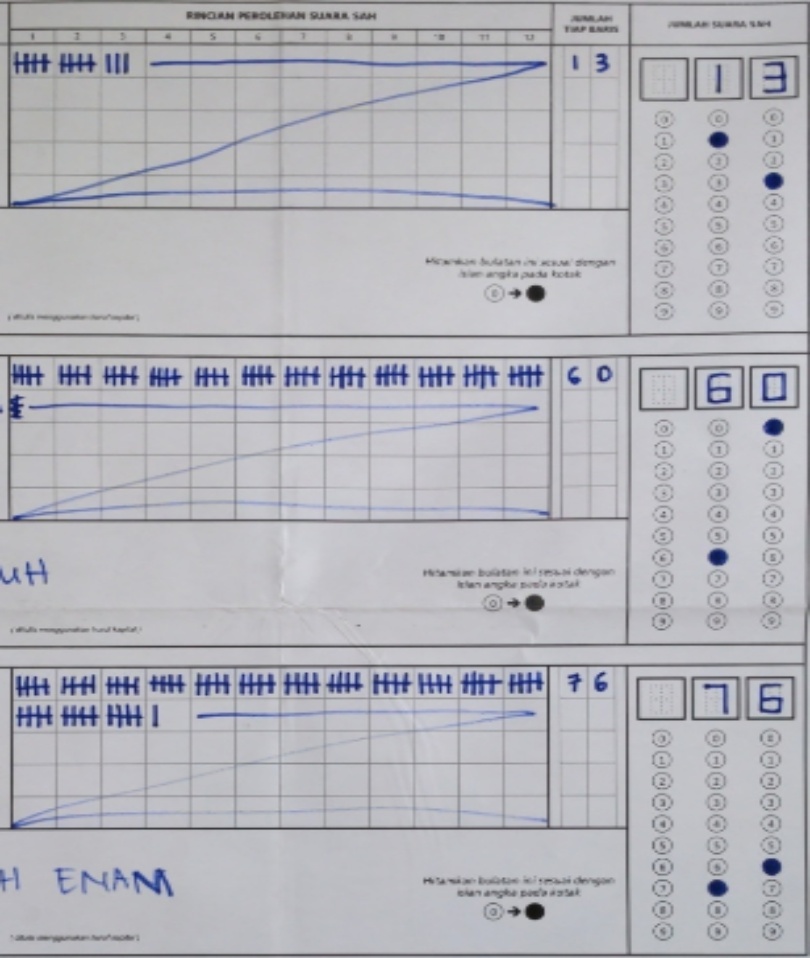 RINCIAN PEROLEHAN SUARA SAH
JUMLAH TIAP BARIS
JUMLAH SUARA SAH
1 2 3 4 5 6 7 8 9 10 11 12
1 3
1 3
0 0 0
1 1
2 2 2
3 3
4 4 4
5 5 5
6 6 6
7 7 7
8 8 8
9 9 9
Hitamkan bulatan ini sesuai dengan
isian angka pada kotak
0 →
(ditulis menggunakan huruf kapital)
6 0
6 0
0 0
1 1 1
2 2 2
3 3 3
4 4 4
5 5 5
6 6
7 7 7
8 8 8
9 9 9
UH
Hitamkan bulatan ini sesuai dengan
isian angka pada kotak
0 →
(ditulis menggunakan huruf kapital)
7 6
7 6
0 0 0
1 1 1
2 2 2
3 3 3
4 4 4
5 5 5
6 6
7 7
8 8 8
9 9 9
H ENAM
Hitamkan bulatan ini sesuai dengan
isian angka pada kotak
0 →
(ditulis menggunakan huruf kapital)